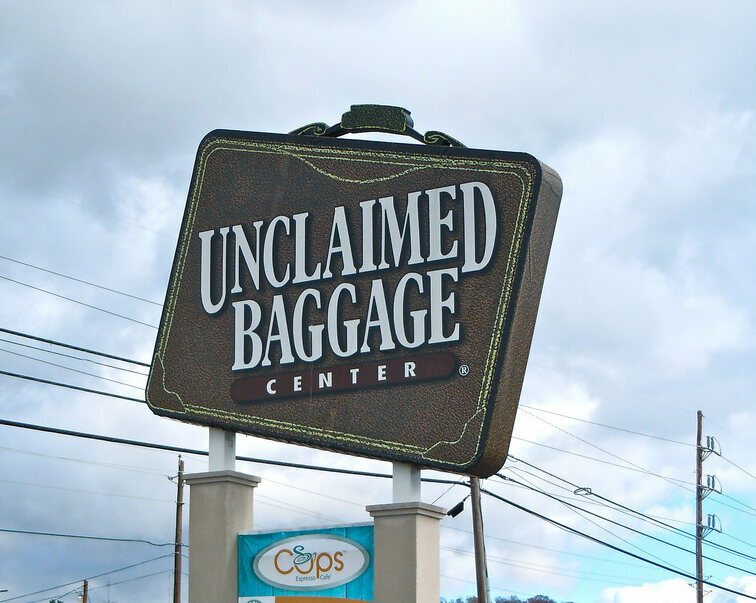 UNCLAIMED
BAGGAGE
CENTER ®
Cups
Espresso Café